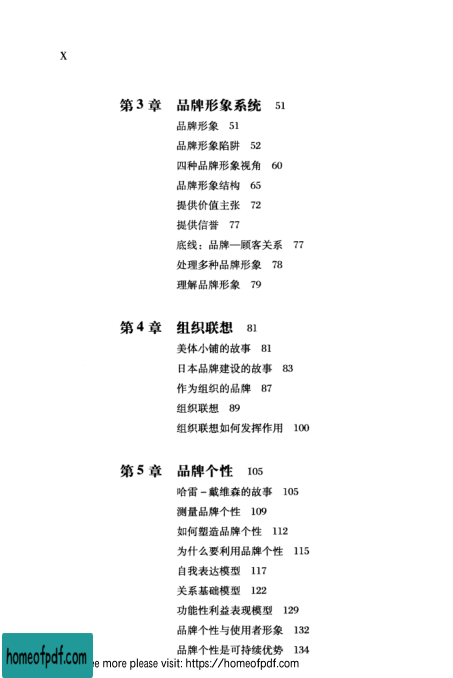 X
第 3 章 品牌形象系统 51
品牌形象 51
品牌形象陷阱 52
四种品牌形象视角 60
品牌形象结构 65
提供价值主张 72
提供信誉 77
底线：品牌—顾客关系 77
处理多种品牌形象 78
理解品牌形象 79
第 4 章 组织联想 81
美体小铺的故事 81
日本品牌建设的故事 83
作为组织的品牌 87
组织联想 89
组织联想如何发挥作用 100
第 5 章 品牌个性 105
哈雷－戴维森的故事 105
测量品牌个性 109
如何塑造品牌个性 112
为什么要利用品牌个性 115
自我表达模型 117
关系基础模型 122
功能性利益表现模型 129
品牌个性与使用者形象 132
品牌个性是可持续优势 134
homeofpdf.com
more please visit: https://homeofpdf.com